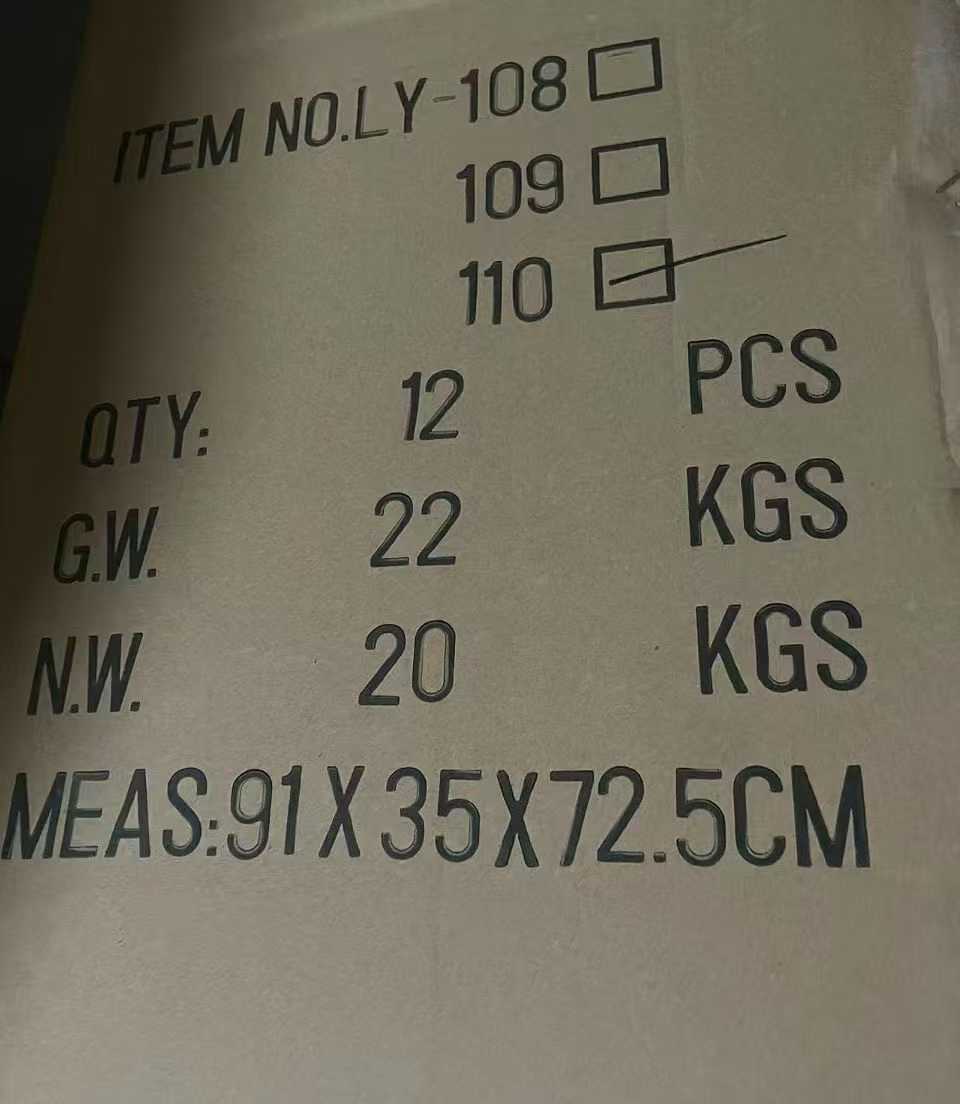 ITEM NO.LY-108
109
110
QTY: 12 PCS
G.W. 22 KGS
N.W. 20 KGS
MEAS:91X35X72.5CM